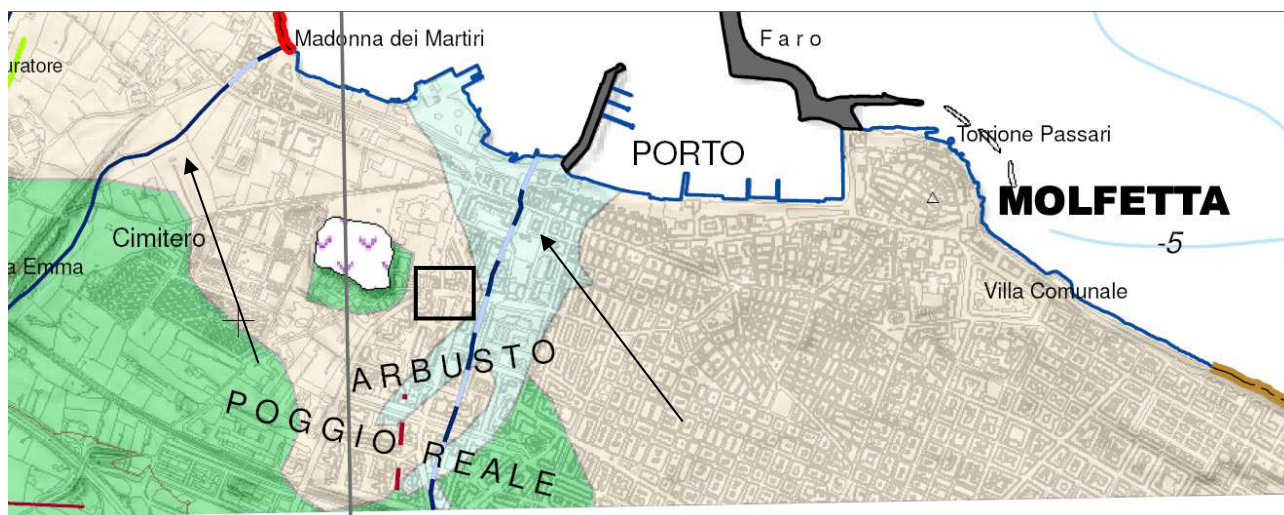 Madonna dei Martiri
Faro
uratore
Torrione Passari
PORTO
MOLFETTA
-5
Cimitero
a Emma
Villa Comunale
ARBUSTO
POGGIO REALE